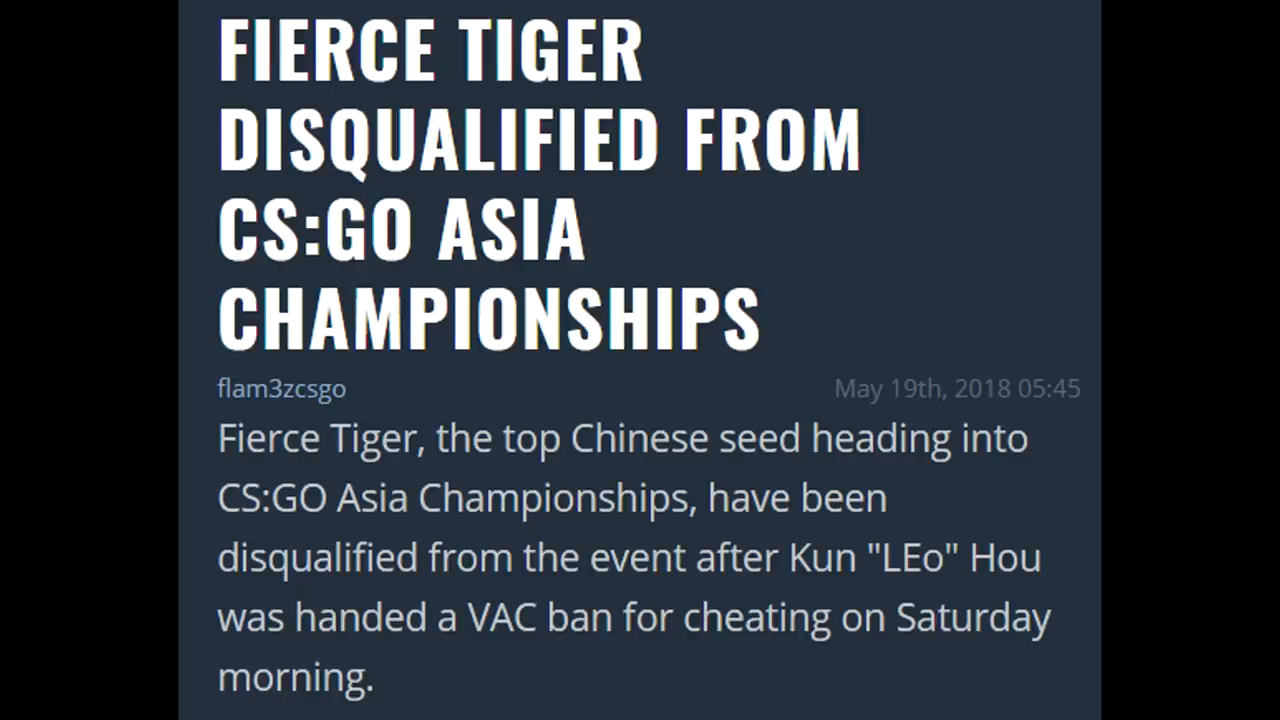 FIERCE TIGER
DISQUALIFIED FROM
CS:GO ASIA
CHAMPIONSHIPS
flam3zcsgo May 19th, 2018 05:45
Fierce Tiger, the top Chinese seed heading into
CS:GO Asia Championships, have been
disqualified from the event after Kun "LEo" Hou
was handed a VAC ban for cheating on Saturday
morning.